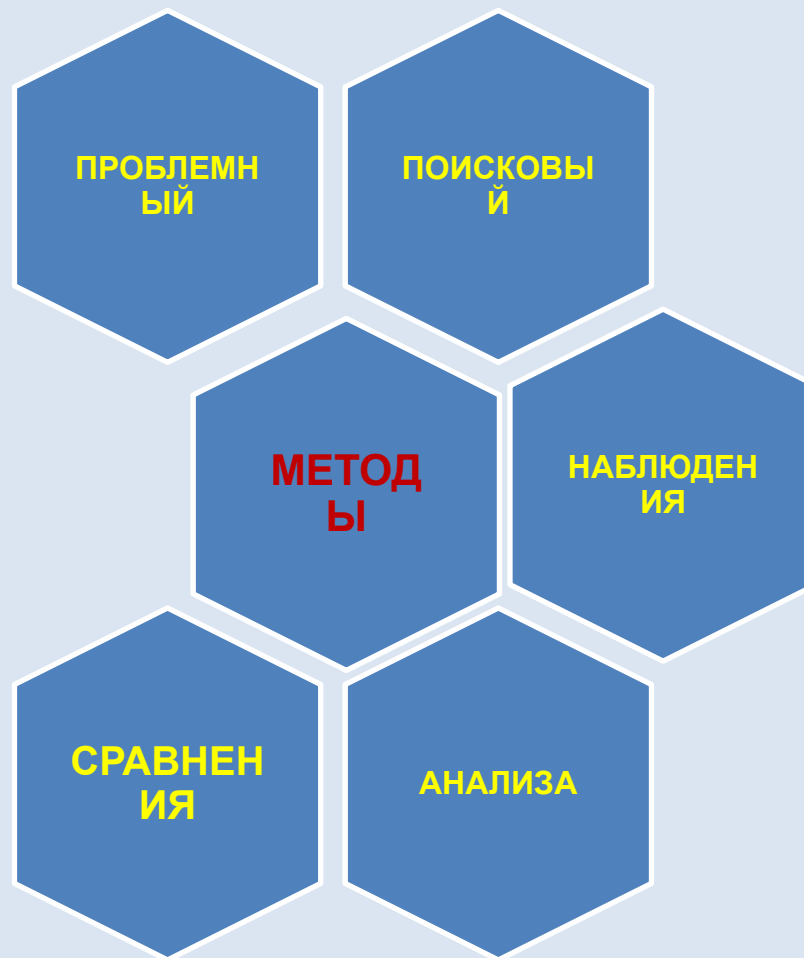 ПРОБЛЕМН
ЫЙ
ПОИСКОВЫ
Й
МЕТОД
Ы
НАБЛЮДЕН
ИЯ
СРАВНЕН
ИЯ
АНАЛИЗА